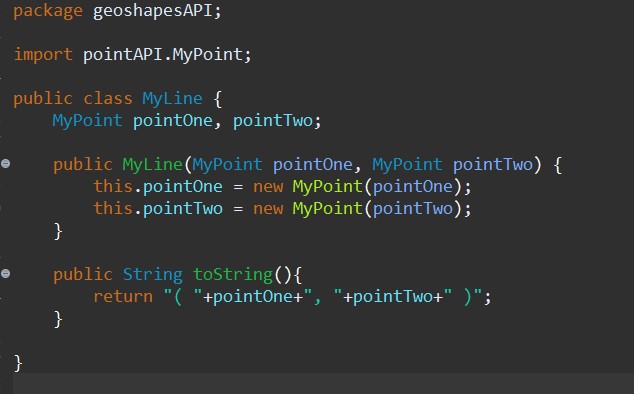 package geoshapesAPI;
import pointAPI.MyPoint;
public class MyLine {
MyPoint pointOne, pointTwo;
public MyLine(MyPoint pointOne, MyPoint pointTwo) {
this.pointOne = new MyPoint(pointOne);
this.pointTwo = new MyPoint(pointTwo);
}
public String toString(){
return "( "+pointOne+", "+pointTwo+" )";
}
}